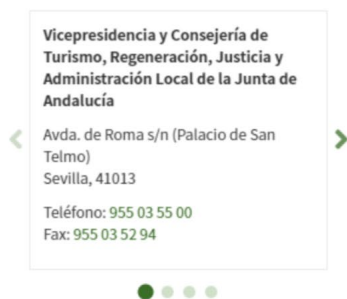 Vicepresidencia y Consejería de
Turismo, Regeneración, Justicia y
Administración Local de la Junta de
Andalucía
Avda. de Roma s/n (Palacio de San
Telmo)
Sevilla, 41013
Teléfono: 955 03 55 00
Fax: 955 03 52 94